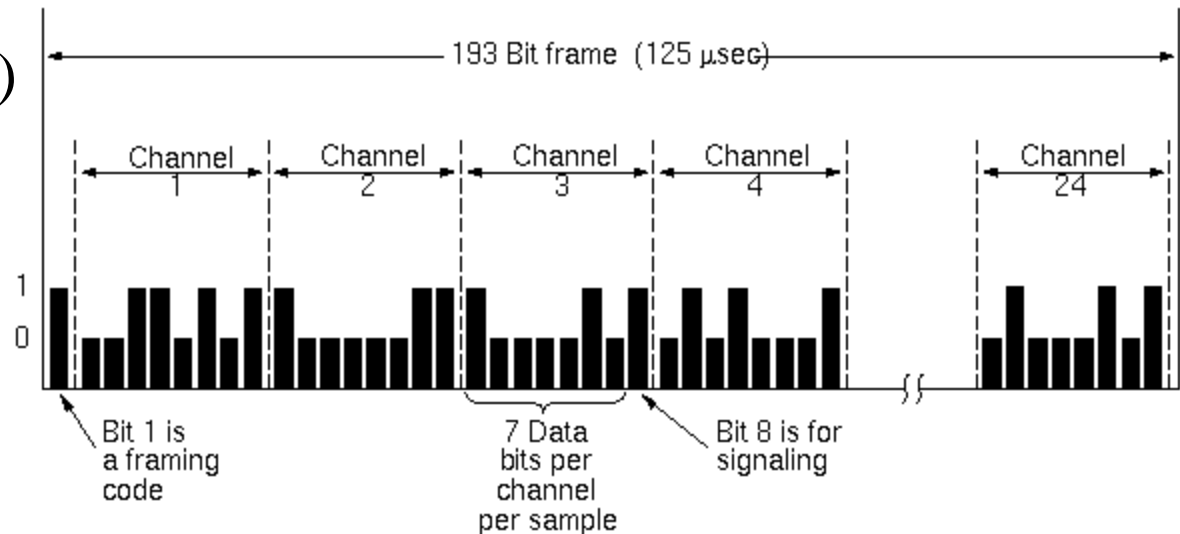 )
193 Bit frame (125 μsec)
Channel
1
Channel
2
Channel
3
Channel
4
Channel
24
1
0
Bit 1 is
a framing
code
7 Data
bits per
channel
per sample
Bit 8 is for
signaling